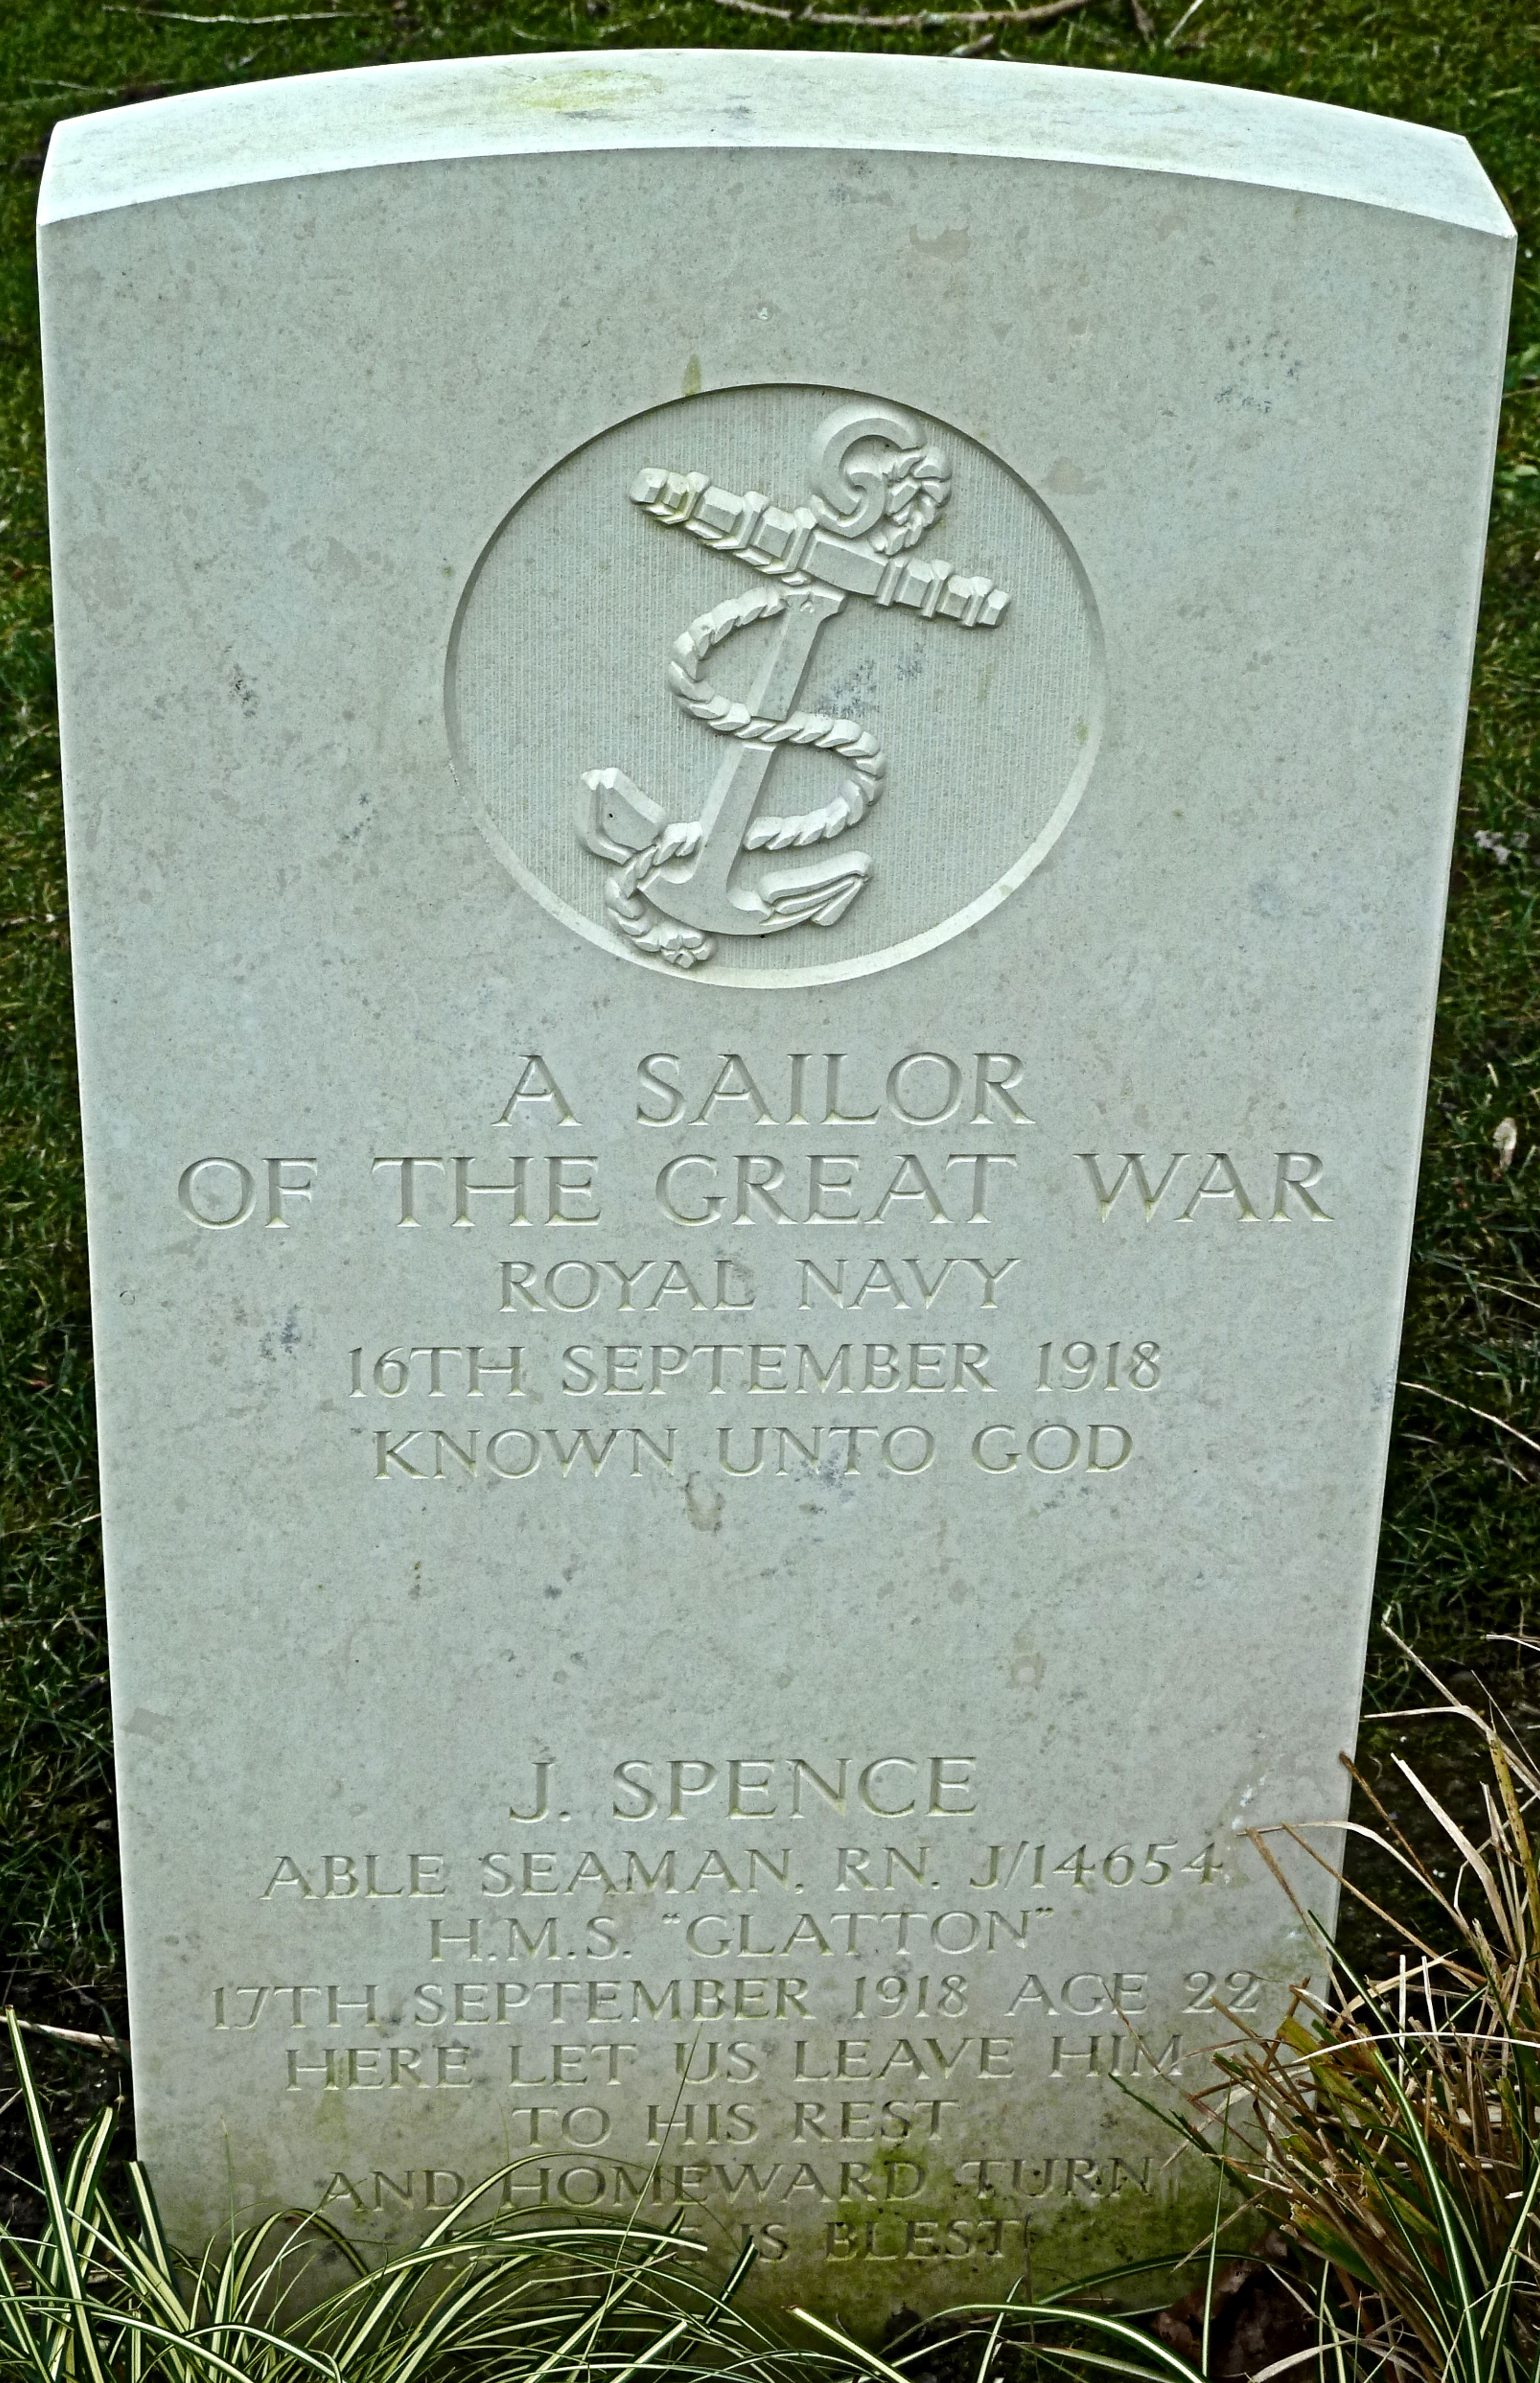 A SAILOR
OF THE GREAT WAR
ROYAL NAVY
16TH SEPTEMBER 1918
KNOWN UNTO GOD
J. SPENCE
ABLE SEAMAN, RN. J/14654
H.M.S. "GLATTON"
17TH SEPTEMBER 1918 AGE 22
HERE LET US LEAVE HIM
TO HIS REST
AND HOMEWARD TURN
IS BLEST